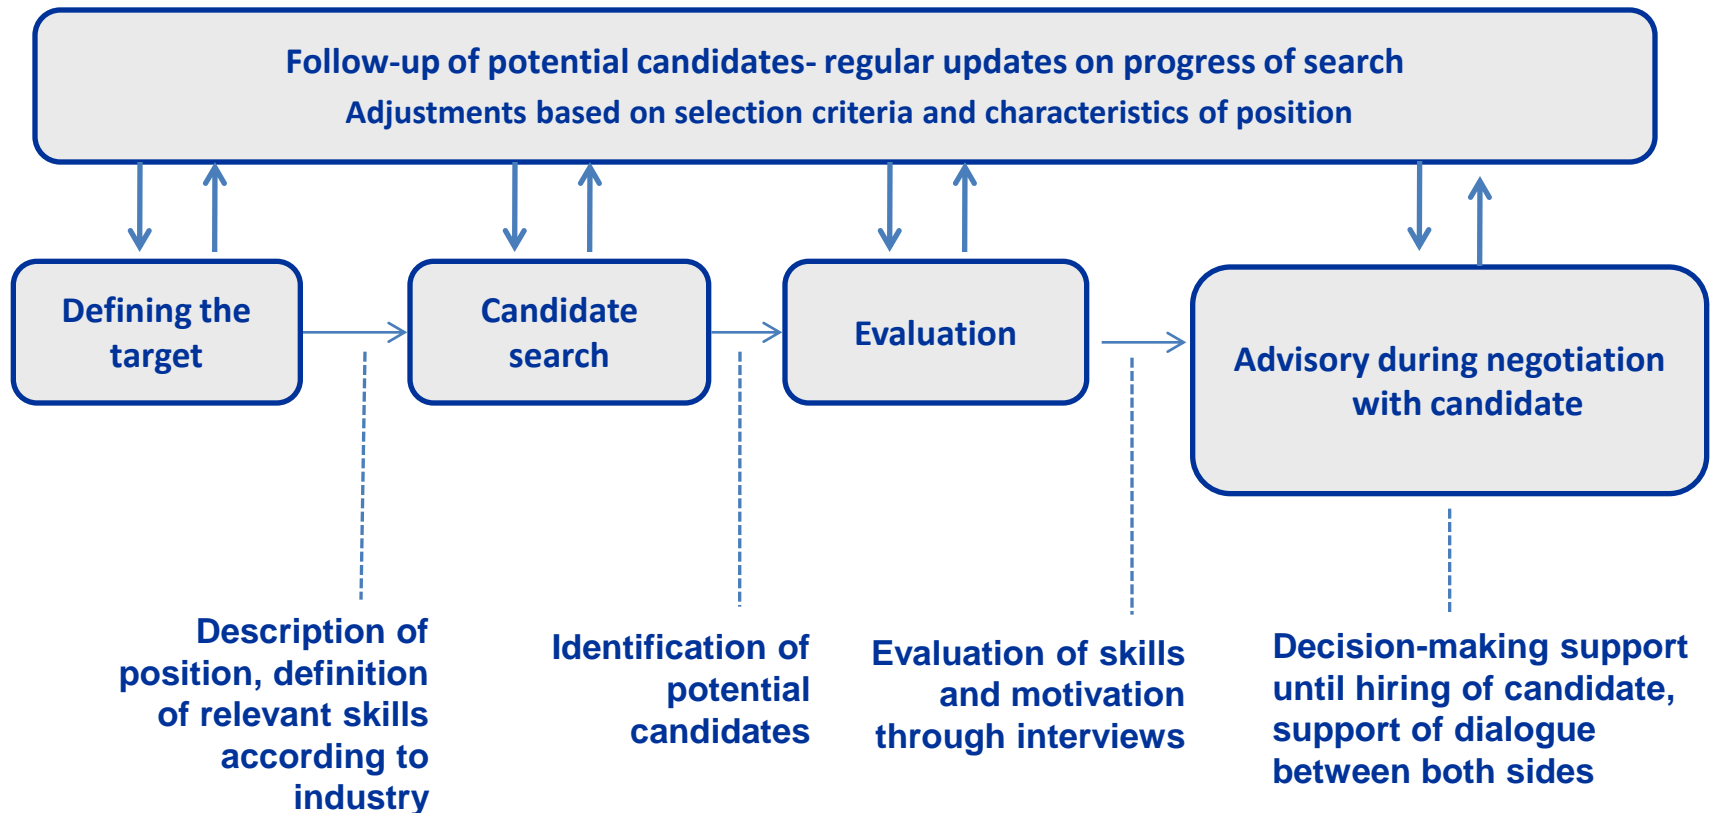 Follow-up of potential candidates- regular updates on progress of search
Adjustments based on selection criteria and characteristics of position
Defining the
target
Candidate
search
Evaluation
Advisory during negotiation
with candidate
Description of
position, definition
of relevant skills
according to
industry
Identification of
potential
candidates
Evaluation of skills
and motivation
through interviews
Decision-making support
until hiring of candidate,
support of dialogue
between both sides